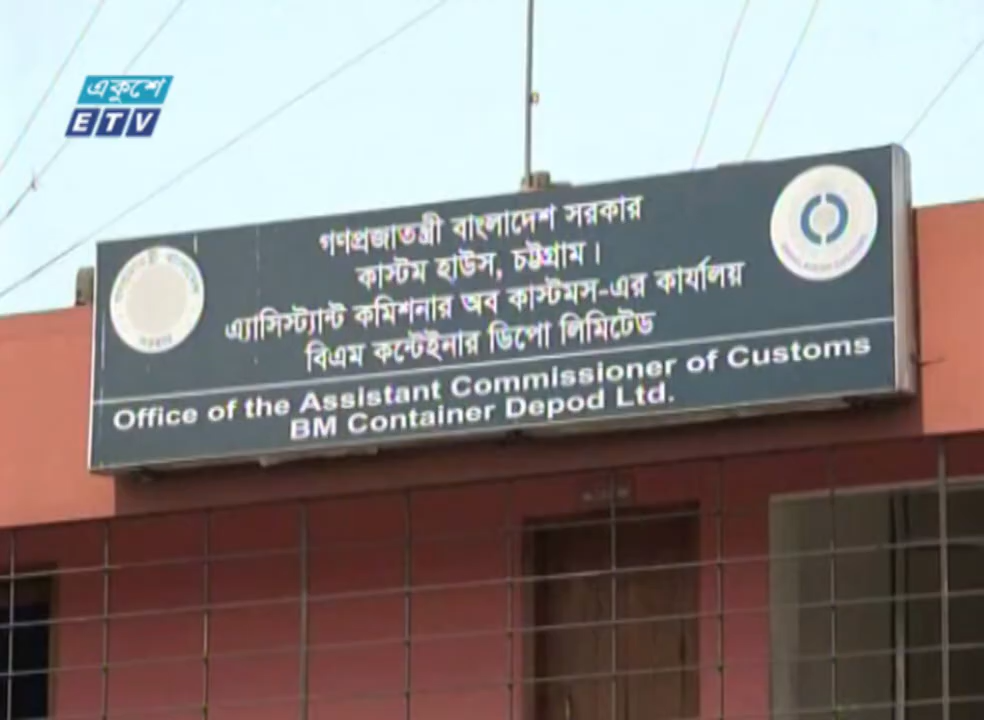 একুশে
ETV
গণপ্রজাতন্ত্রী বাংলাদেশ সরকার
কাস্টম হাউস, চট্টগ্রাম।
এ্যাসিস্ট্যান্ট কমিশনার অব কাস্টমস-এর কার্যালয়
বিএম কন্টেইনার ডিপো লিমিটেড
Office of the Assistant Commissioner of Customs
BM Container Depod Ltd.